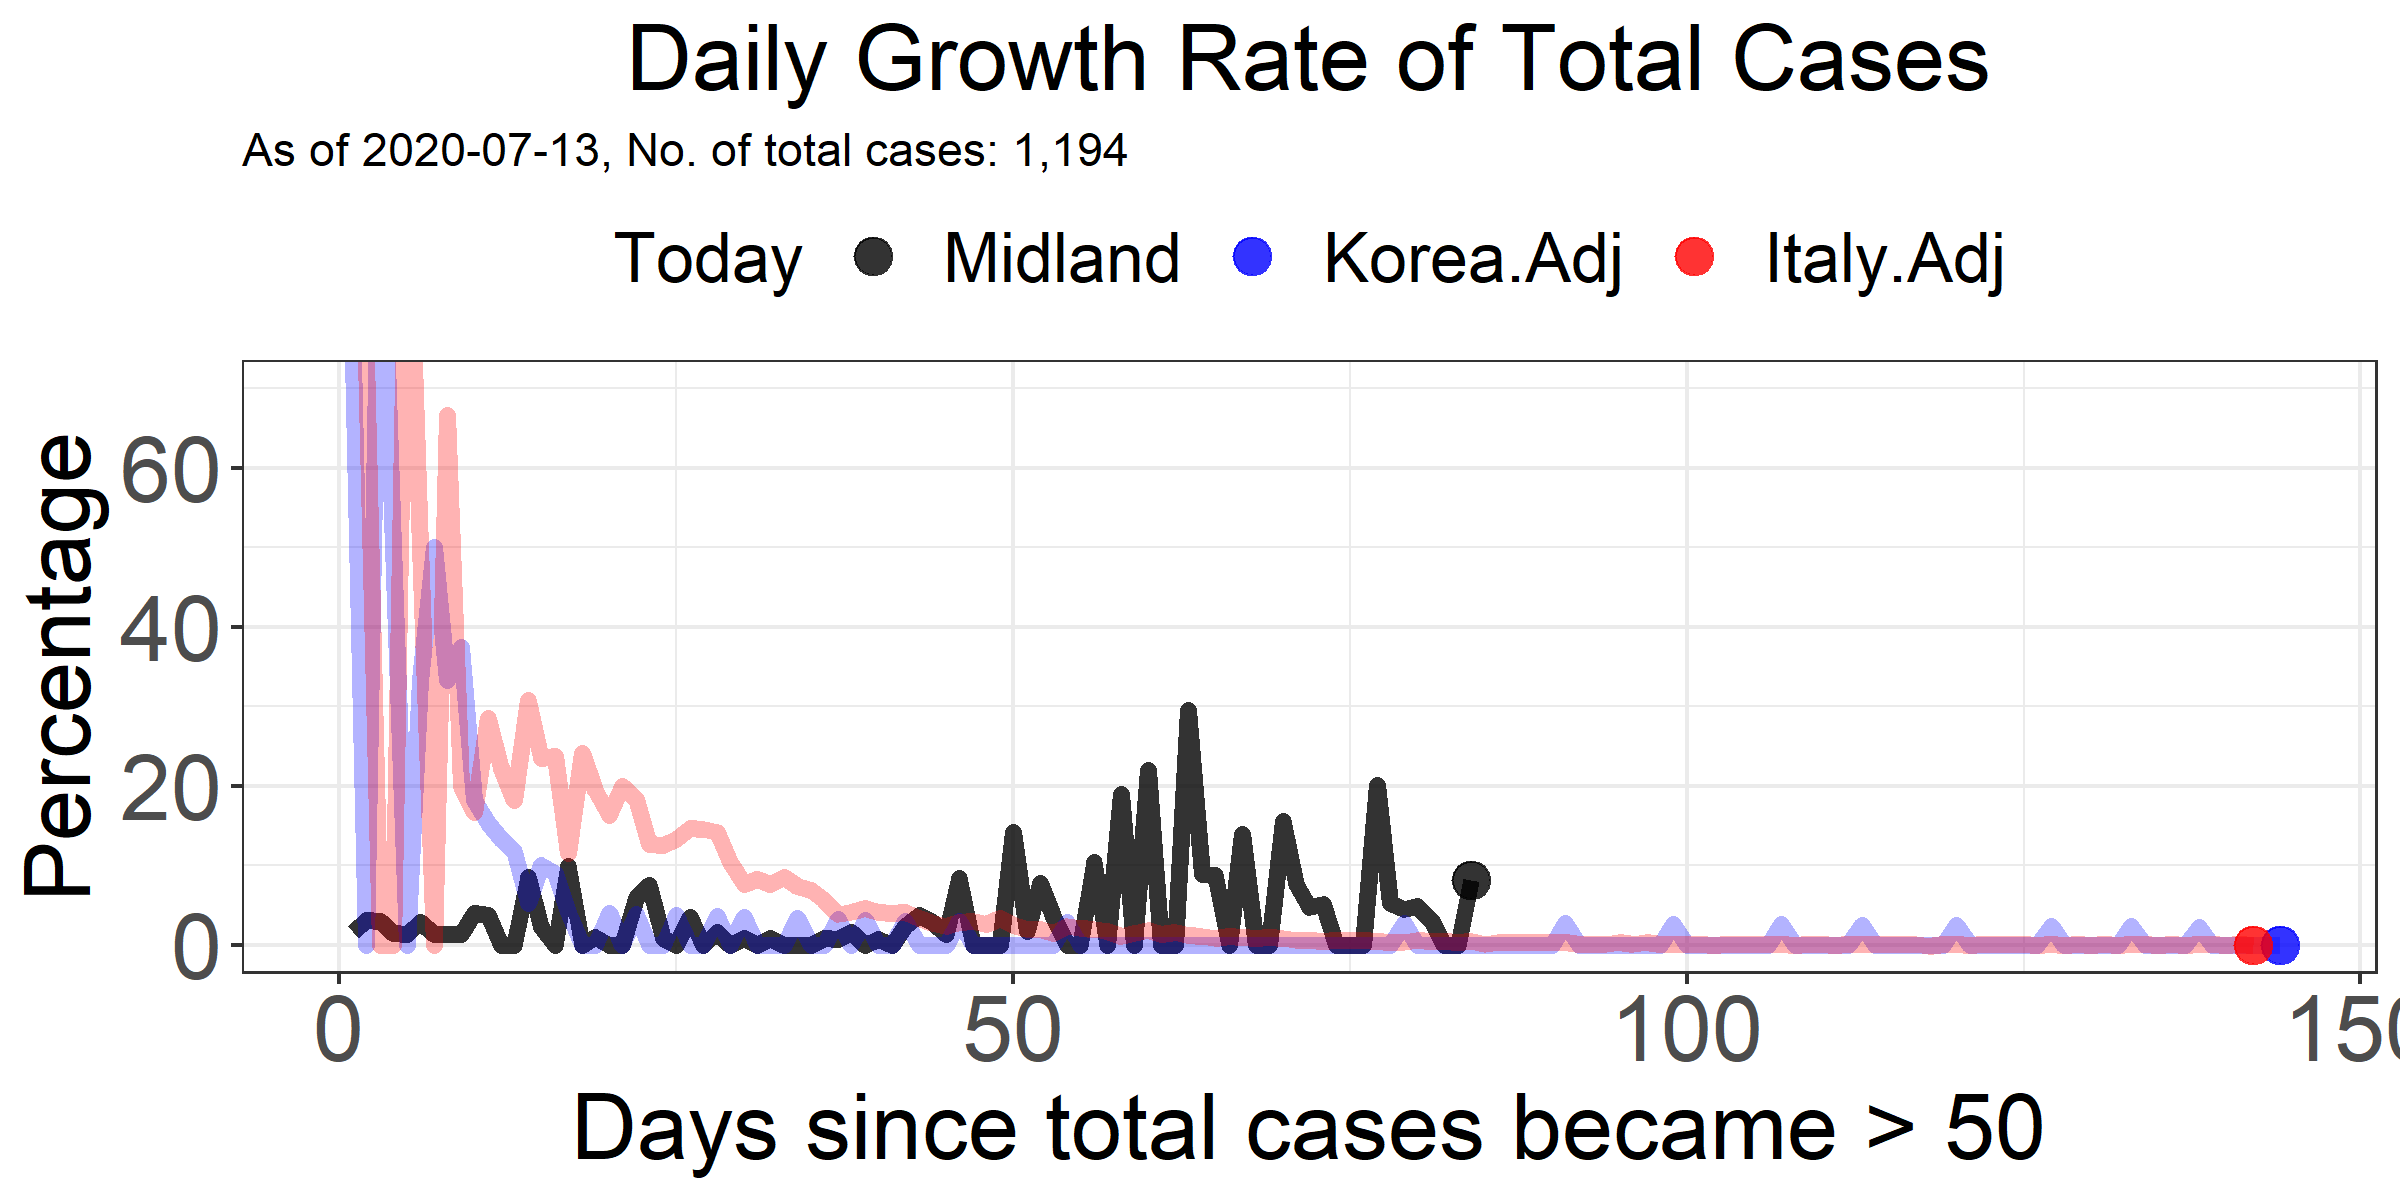 Daily Growth Rate of Total Cases
As of 2020-07-13, No. of total cases: 1,194
Today Midland Korea.Adj Italy.Adj
Percentage
60
40
20
0
0 50 100 150
Days since total cases became > 50